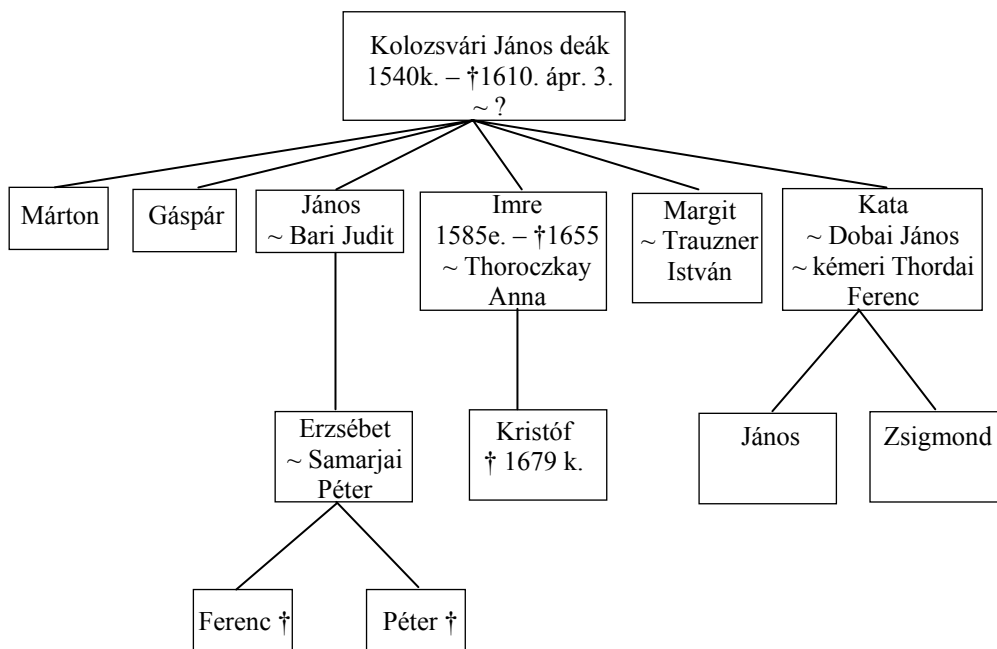 Kolozsvári János deák
1540k. – †1610. ápr. 3.
~ ?
Márton
Gáspár
János
~ Bari Judit
Imre
1585e. – †1655
~ Thoroczkay
Anna
Margit
~ Trauzner
István
Kata
~ Dobai János
~ kémeri Thordai
Ferenc
Erzsébet
~ Samarjai
Péter
Kristóf
† 1679 k.
János
Zsigmond
Ferenc †
Péter †